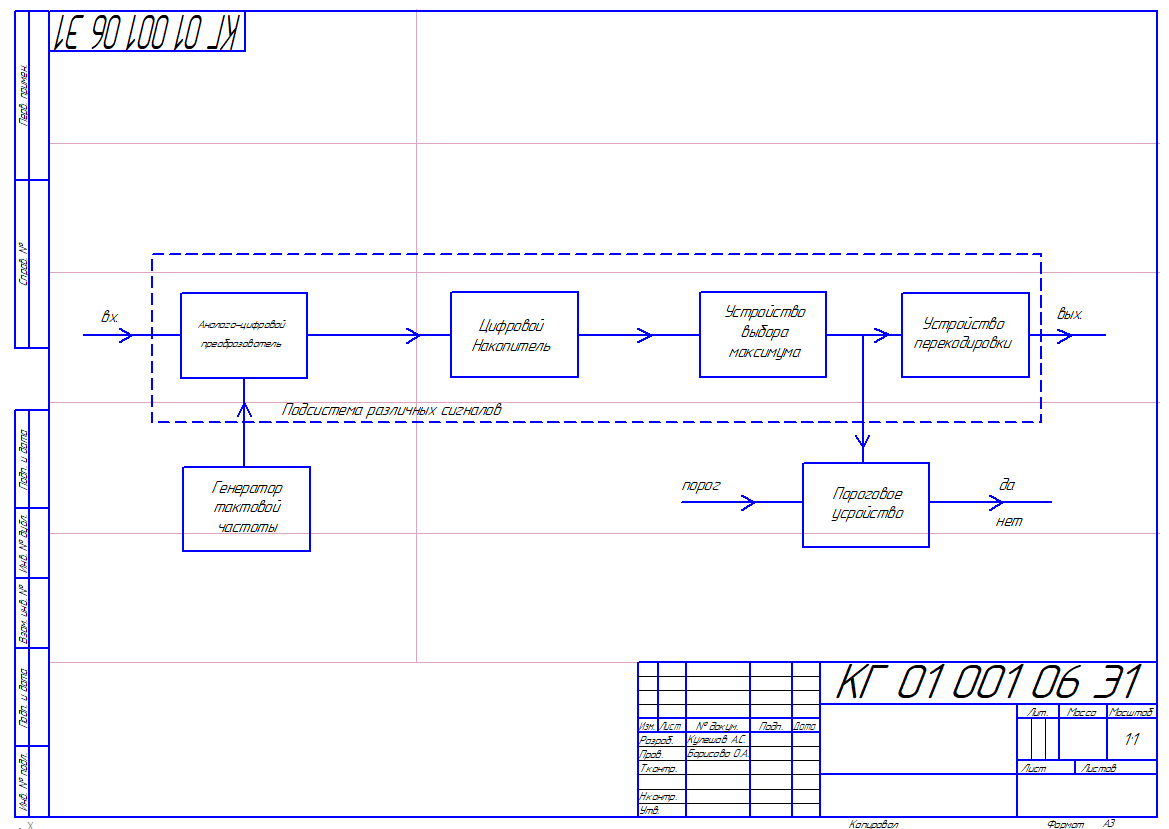 КГ 01 001 06 Э1
Перв. примен.
Справ. №
вх.
Аналого-цифровой
преобразователь
Цифровой
Накопитель
Устройство
выбора
максимума
Устройство
перекодировки
вых.
Подсистема различных сигналов
Генератор
тактовой
частоты
порог
Пороговое
усройство
да
нет
Подп. и дата
Инв. № дубл.
Взам. инв. №
Подп. и дата
Инв. № подл.
КГ 01 001 06 Э1
Изм. Лист № докум. Подп. Дата
Разраб. Кулешов А.С.
Пров. Борисова О.А.
Т.контр.
Н.контр.
Утв.
Лит. Масса Масштаб
1:1
Лист Листов
Копировал Формат А3
X